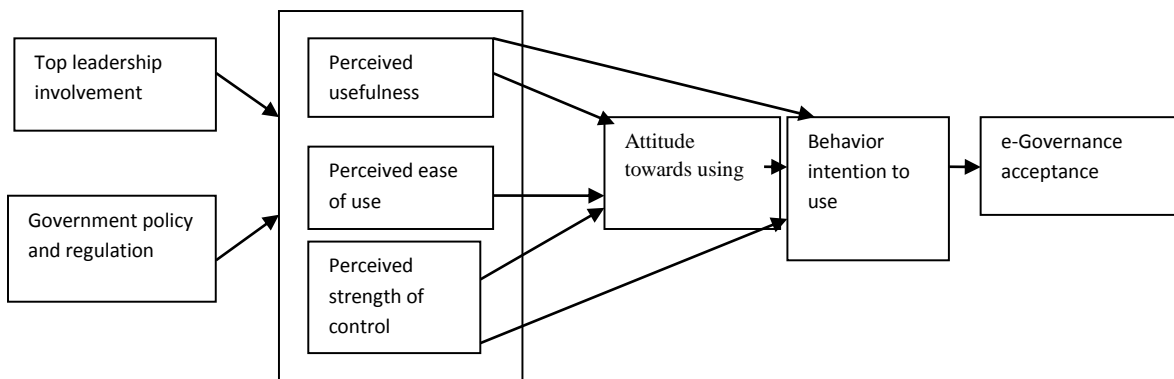 Top leadership
involvement
Government policy
and regulation
Perceived
usefulness
Perceived ease
of use
Perceived
strength of
control
Attitude
towards using
Behavior
intention to
use
e-Governance
acceptance